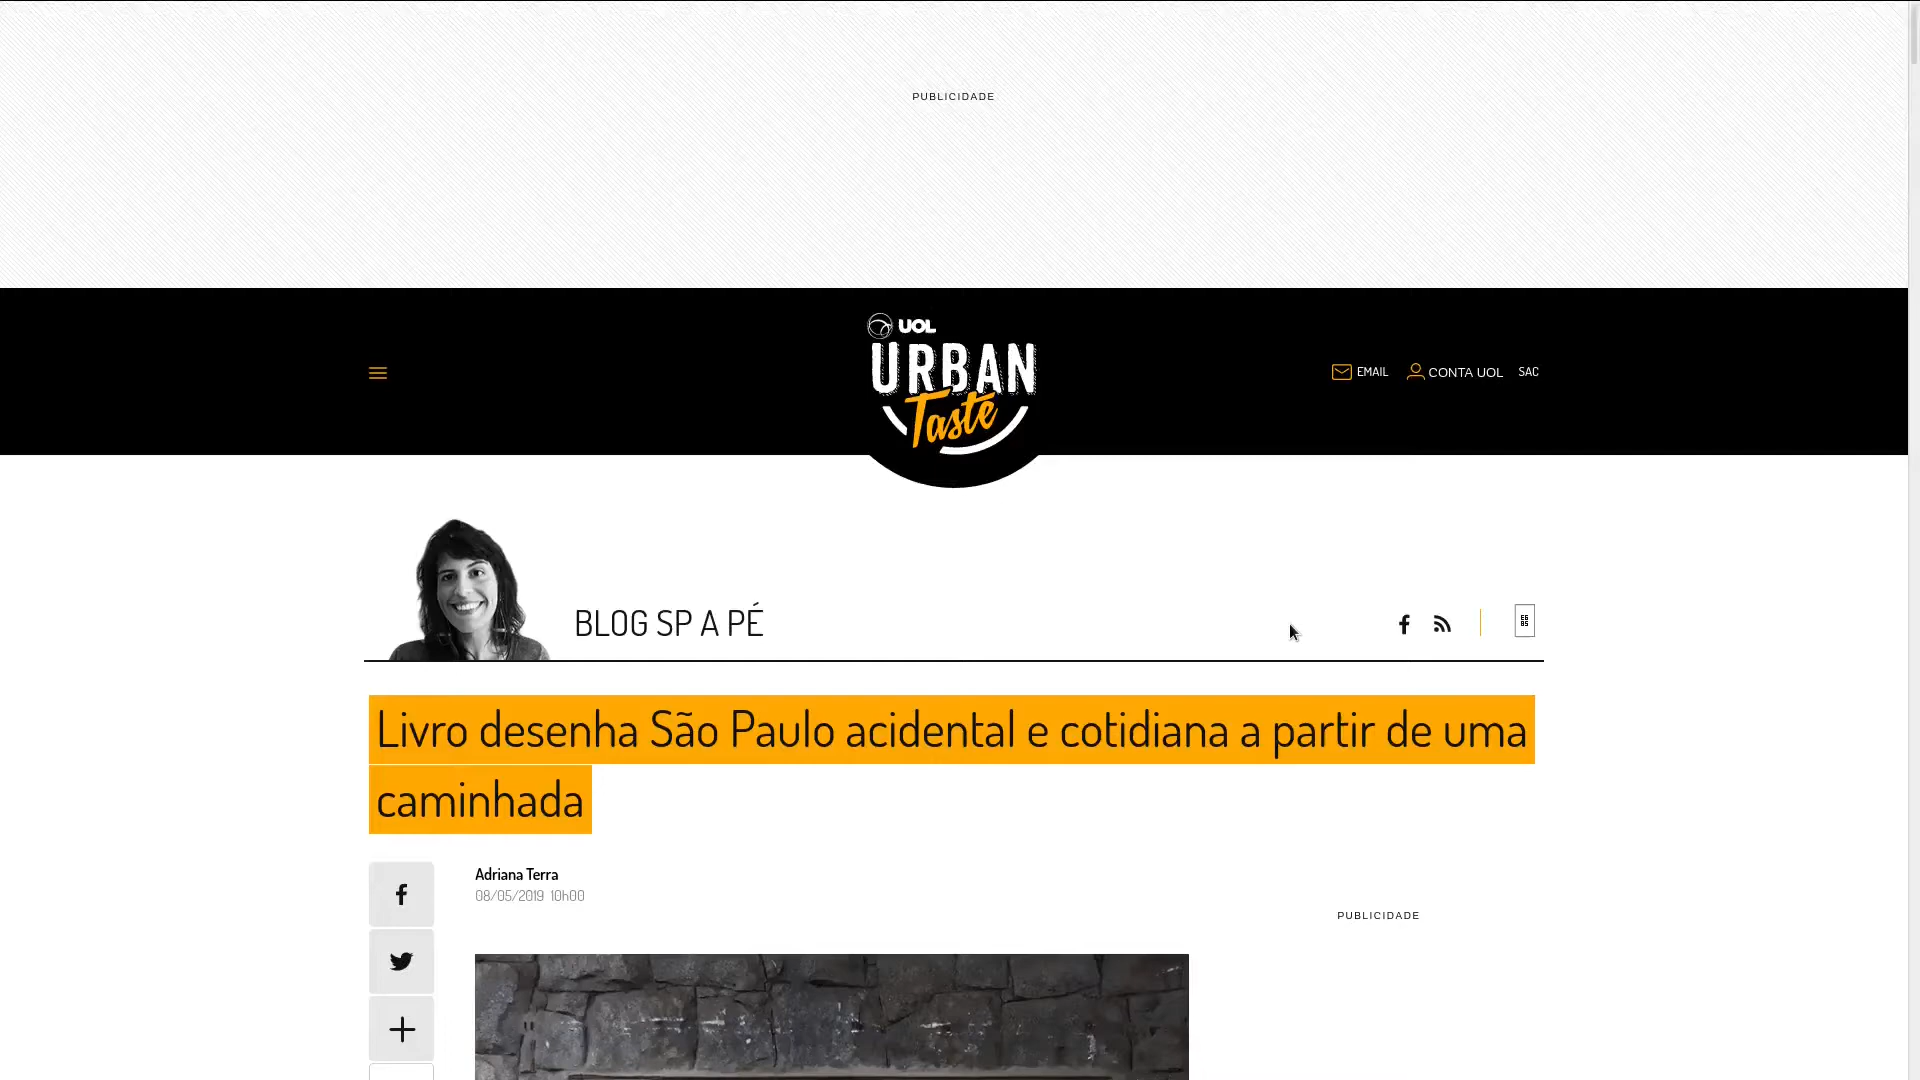 PUBLICIDADE
UOL
URBAN
Taste
EMAIL
CONTA UOL
SAC
BLOG SP A PÉ
Livro desenha São Paulo acidental e cotidiana a partir de uma
caminhada
Adriana Terra
08/05/2019 10h00
PUBLICIDADE